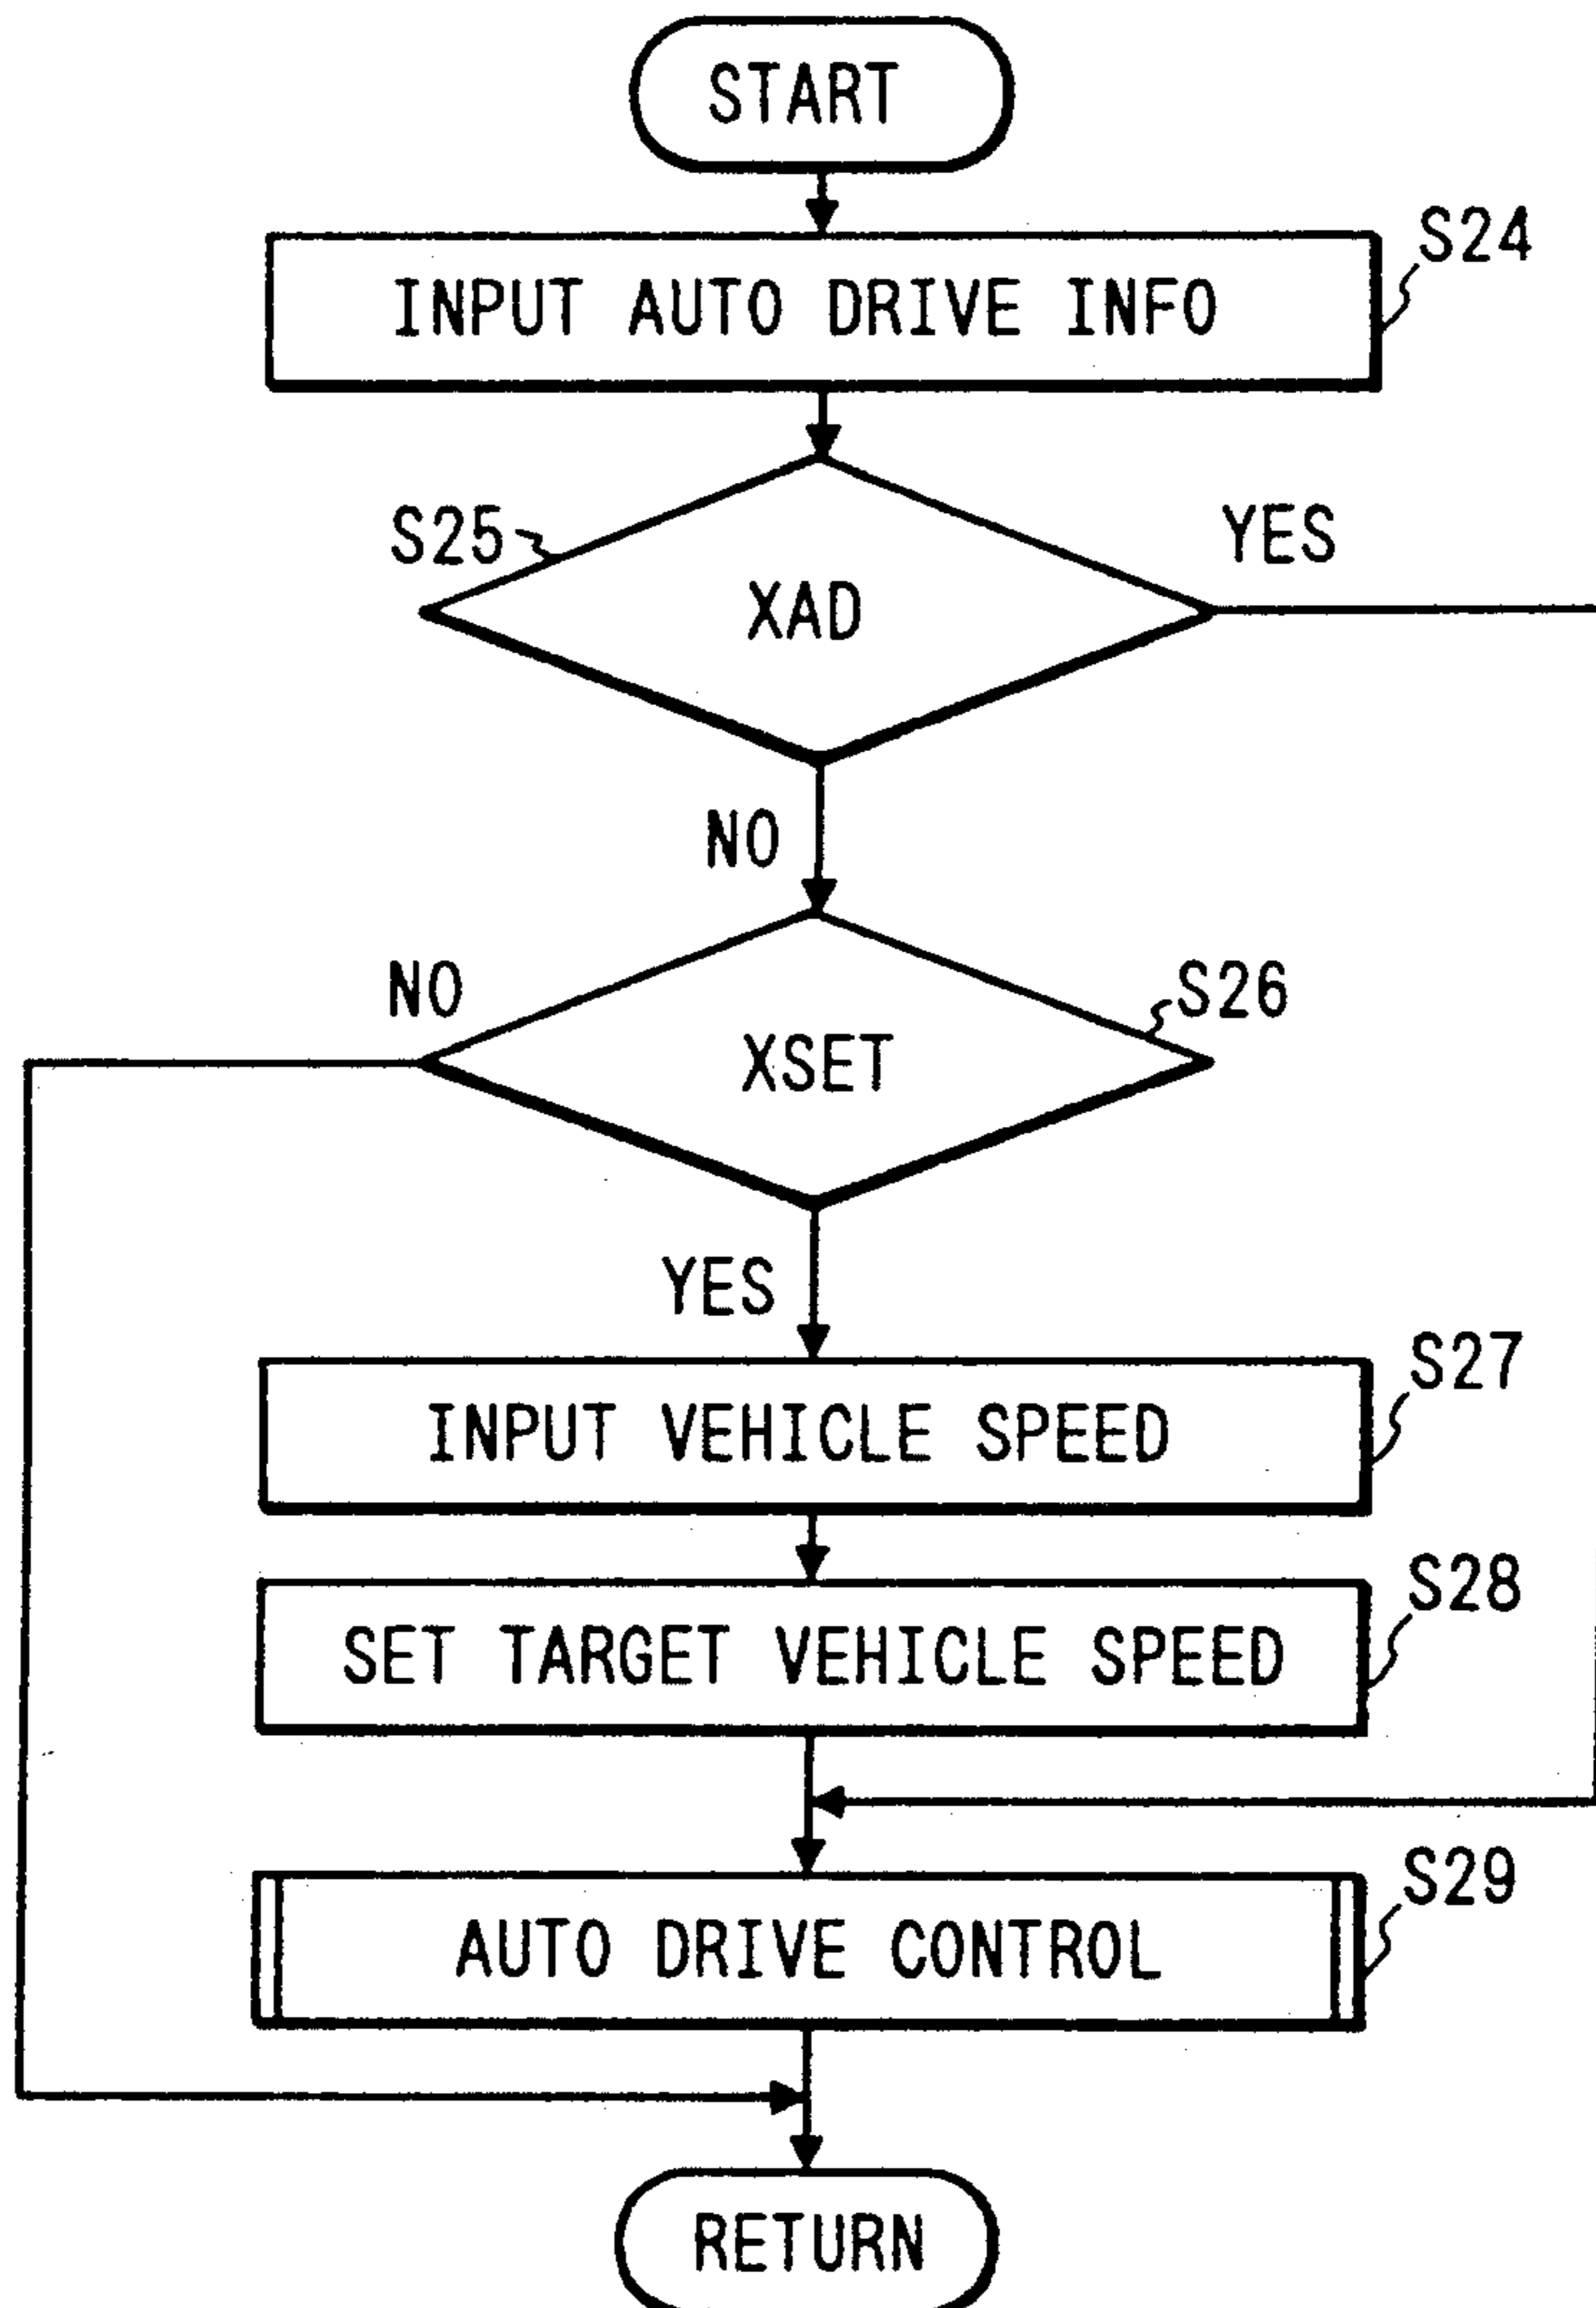 START
S24
INPUT AUTO DRIVE INFO
S25
YES
XAD
NO
NO
S26
XSET
YES
S27
INPUT VEHICLE SPEED
S28
SET TARGET VEHICLE SPEED
S29
AUTO DRIVE CONTROL
RETURN